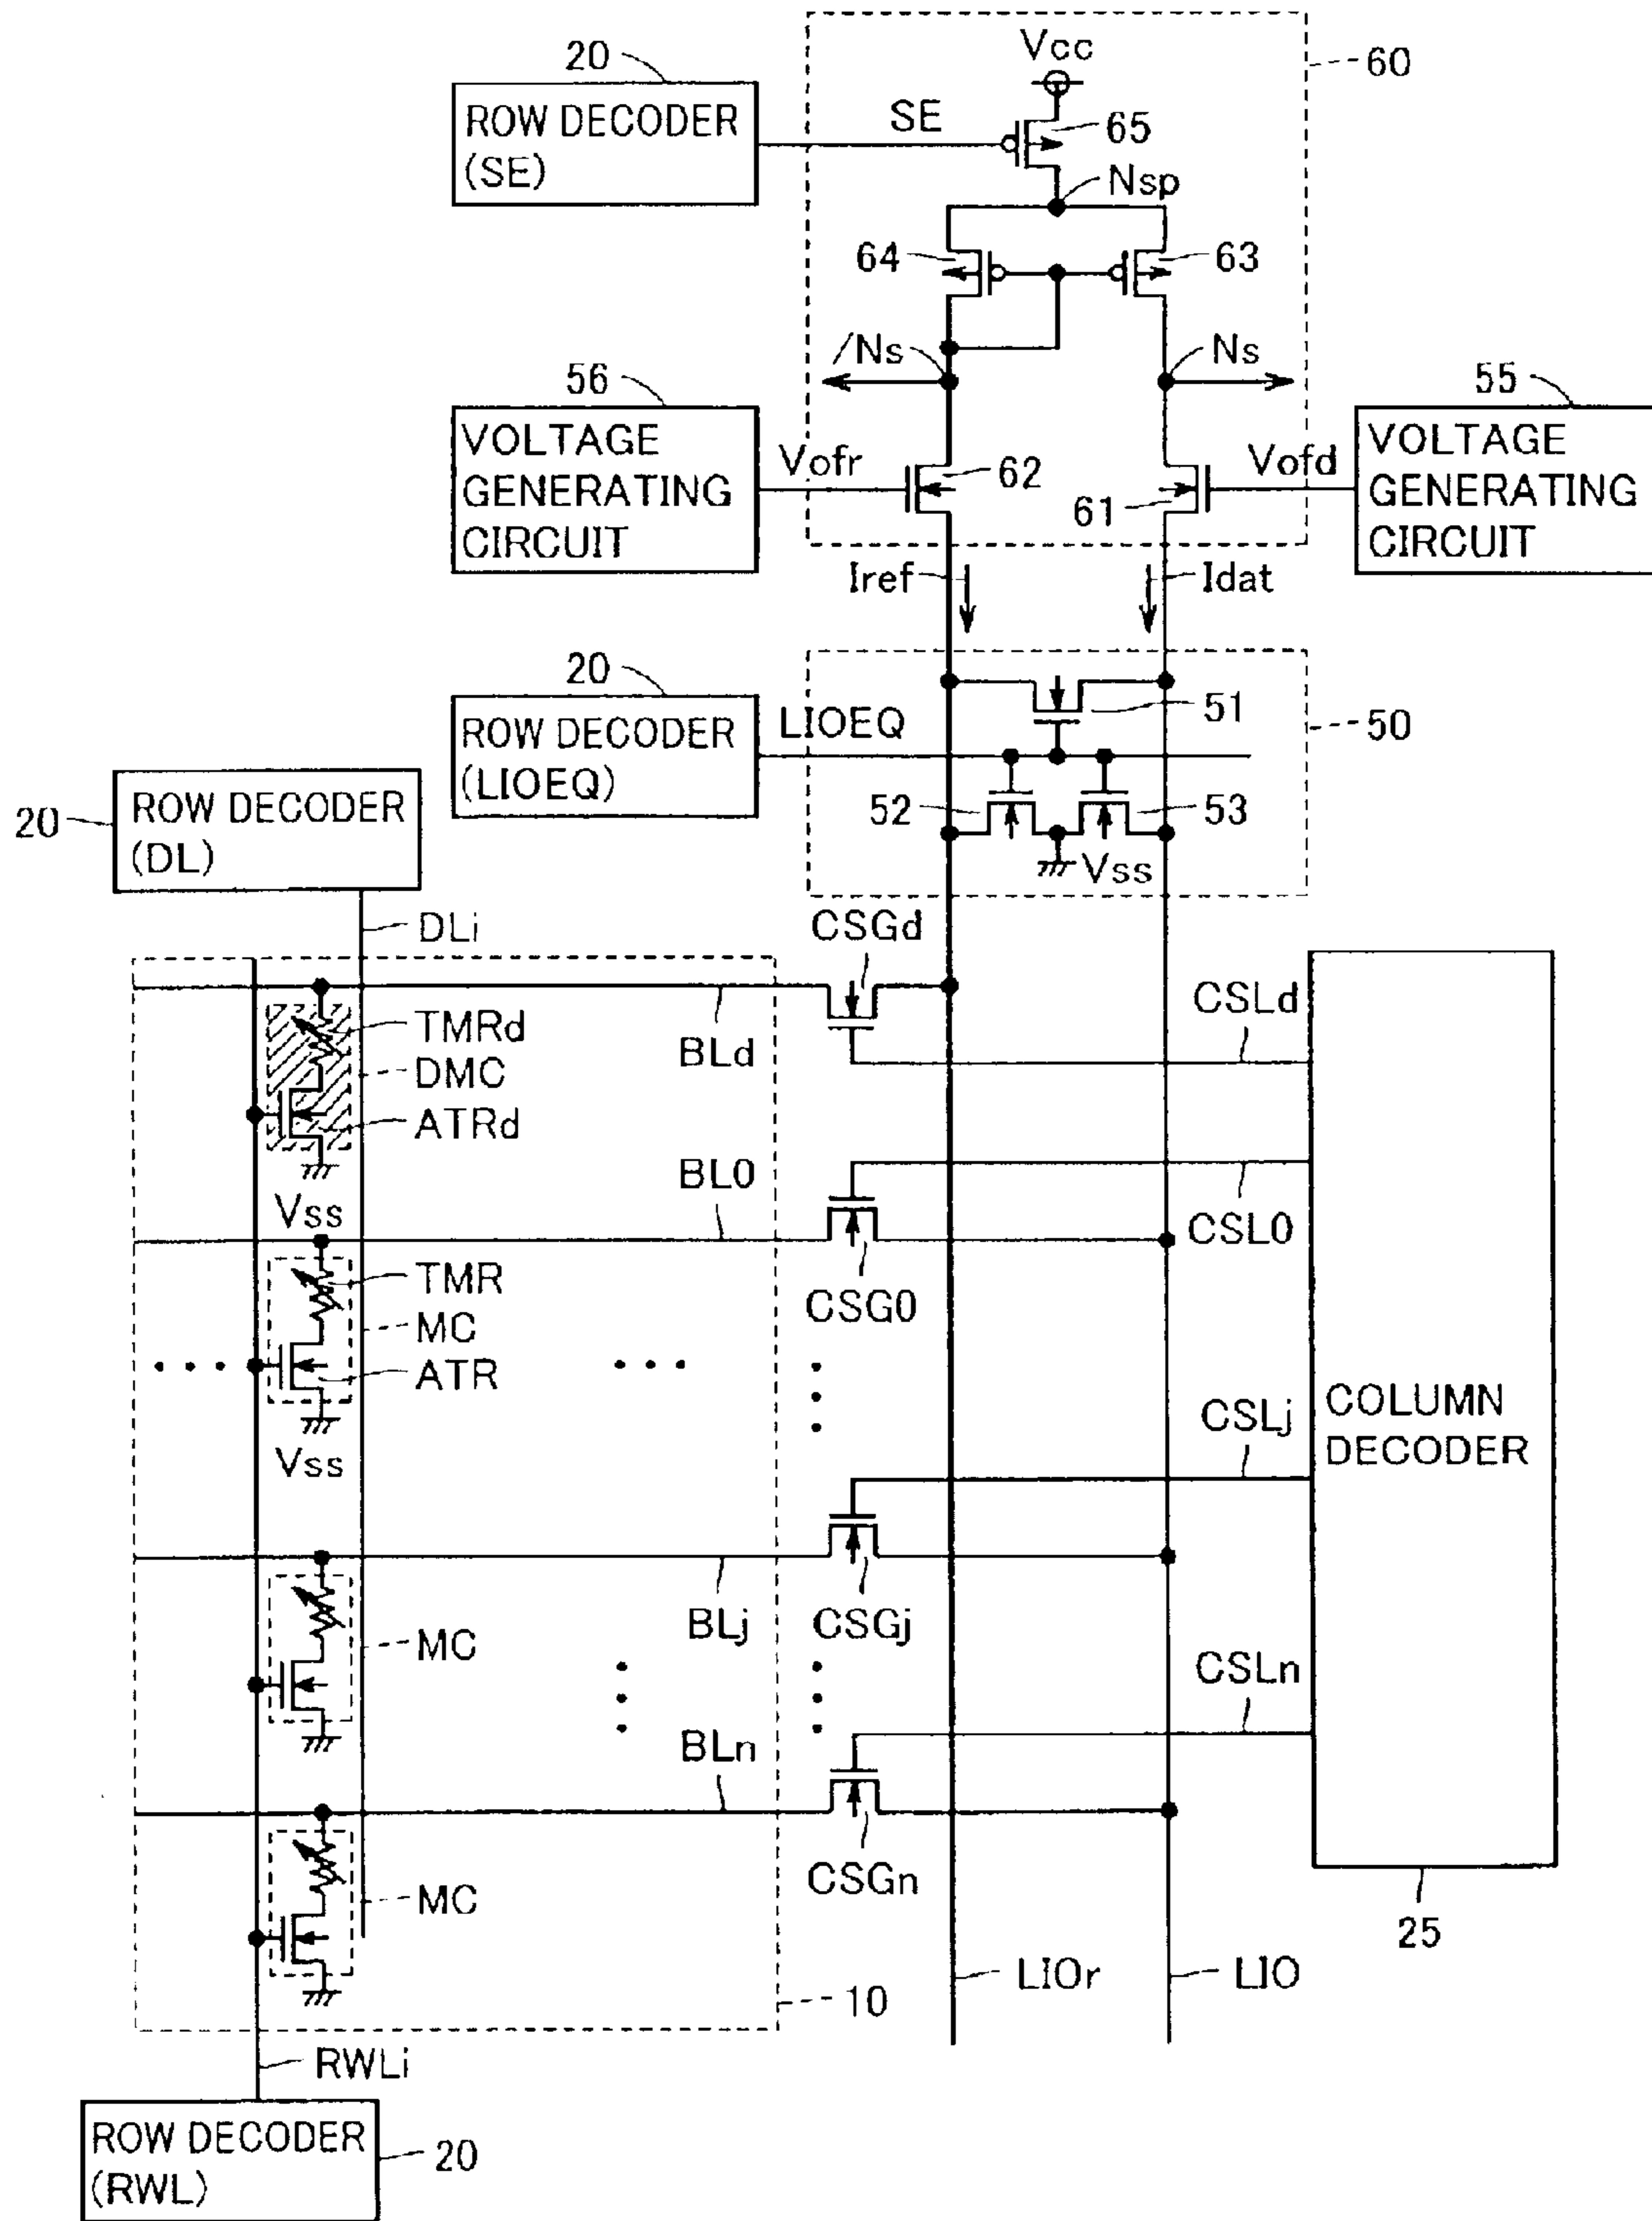 Vcc
60
20
ROW DECODER
(SE)
SE
65
Nsp
64
63
/Ns
Ns
56
55
VOLTAGE
GENERATING
CIRCUIT
Vofr
62
61
Vofd
VOLTAGE
GENERATING
CIRCUIT
Iref
Idat
20
ROW DECODER
(LIOEQ)
LIOEQ
51
50
52
53
Vss
20
ROW DECODER
(DL)
DLi
CSGd
CSLd
TMRd
DMC
ATRd
BLd
Vss
BL0
CSL0
TMR
MC
ATR
CSG0
Vss
CSLj
COLUMN
DECODER
MC
BLj
CSGj
CSLn
BLn
CSGn
MC
25
LIOr
LIO
10
RWLi
ROW DECODER
(RWL)
20